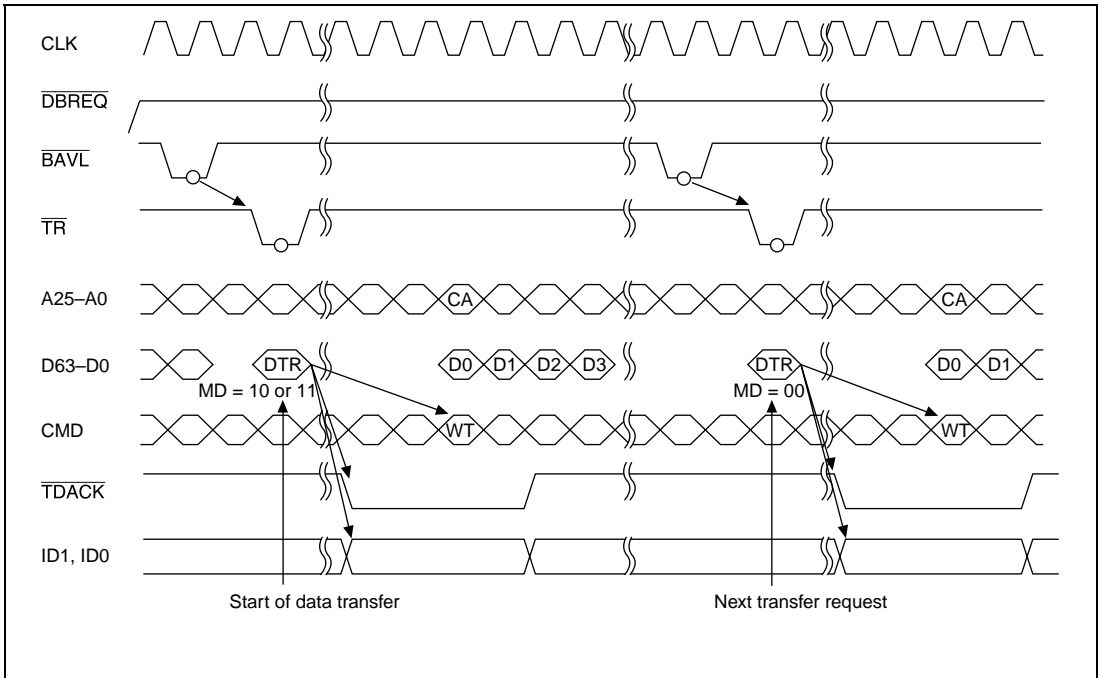 CLK
DBREQ
BAVL
TR
A25–A0 CA CA
D63–D0 DTR D0 D1 D2 D3 DTR D0 D1
MD = 10 or 11 MD = 00
CMD WT WT
TDACK
ID1, ID0
Start of data transfer Next transfer request